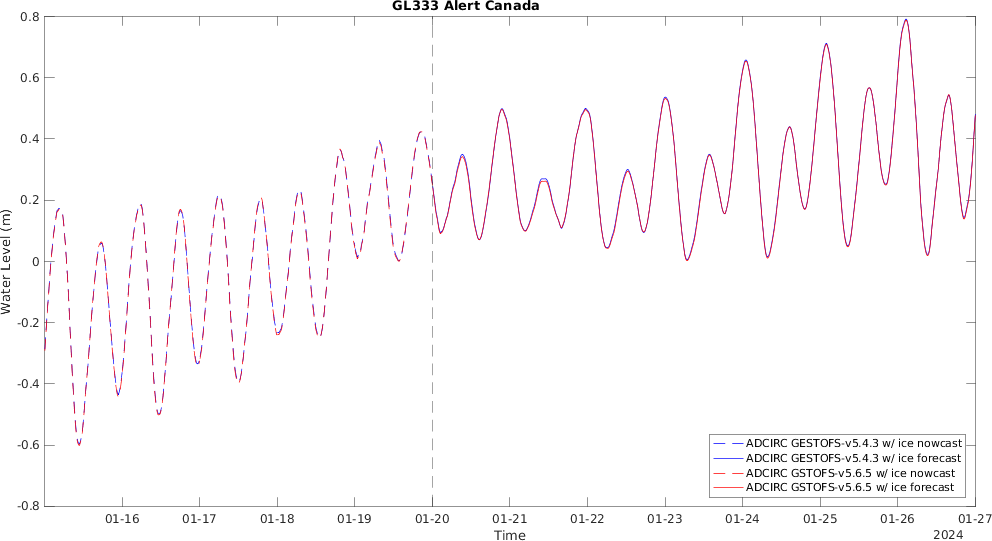 GL333 Alert Canada
0.8
0.6
0.4
0.2
0
-0.2
-0.4
-0.6
-0.8
Water Level (m)
ADCIRC GESTOFS-v5.4.3 w/ ice nowcast
ADCIRC GESTOFS-v5.4.3 w/ ice forecast
ADCIRC GSTOFS-v5.6.5 w/ ice nowcast
ADCIRC GSTOFS-v5.6.5 w/ ice forecast
01-16 01-17 01-18 01-19 01-20 01-21 01-22 01-23 01-24 01-25 01-26 01-27
Time
2024